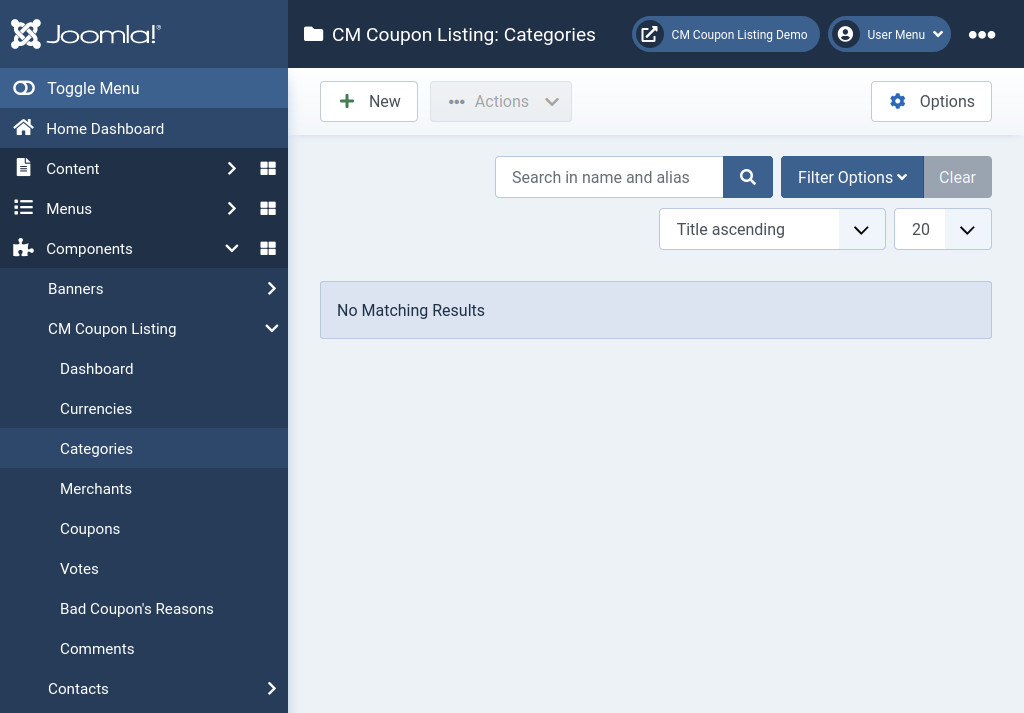 Joomla!®
CM Coupon Listing: Categories
CM Coupon Listing Demo
User Menu
Toggle Menu
New
Actions
Options
Home Dashboard
Content
Menus
Components
Banners
CM Coupon Listing
Dashboard
Currencies
Categories
Merchants
Coupons
Votes
Bad Coupon's Reasons
Comments
Contacts
Search in name and alias
Filter Options
Clear
Title ascending
20
No Matching Results